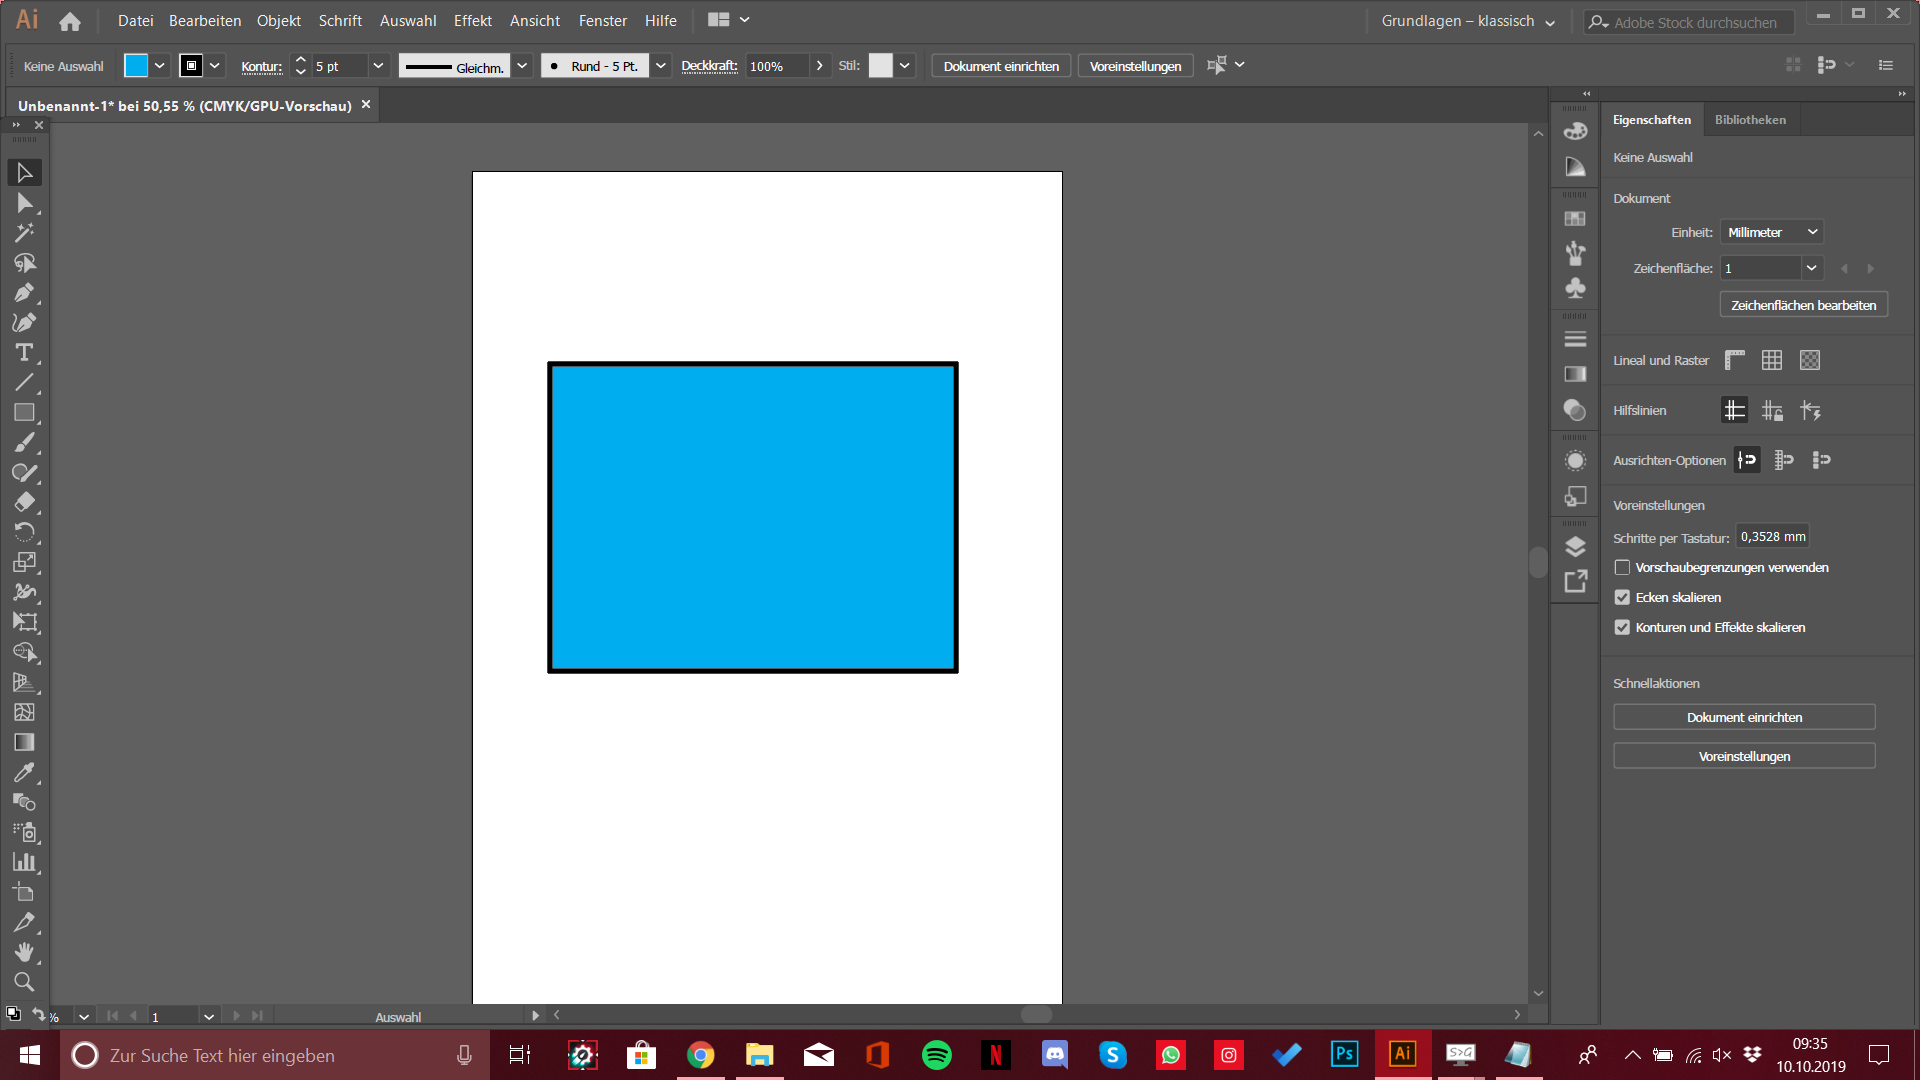 Ai Datei Bearbeiten Objekt Schrift Auswahl Effekt Ansicht Fenster Hilfe Grundlagen – klassisch Adobe Stock durchsuchen
Keine Auswahl Kontur: 5 pt Gleichm. Rund - 5 Pt. Deckkraft: 100% Stil: Dokument einrichten Voreinstellungen
Unbenannt-1* bei 50,55 % (CMYK/GPU-Vorschau)
Eigenschaften Bibliotheken
Keine Auswahl
Dokument
Einheit: Millimeter
Zeichenfläche: 1
Zeichenflächen bearbeiten
Lineal und Raster
Hilfslinien
Ausrichten-Optionen
Voreinstellungen
Schritte per Tastatur: 0,3528 mm
Vorschaubegrenzungen verwenden
Ecken skalieren
Konturen und Effekte skalieren
Schnellaktionen
Dokument einrichten
Voreinstellungen
% 1 Auswahl
Zur Suche Text hier eingeben
N Ps Ai S>G
09:35
10.10.2019